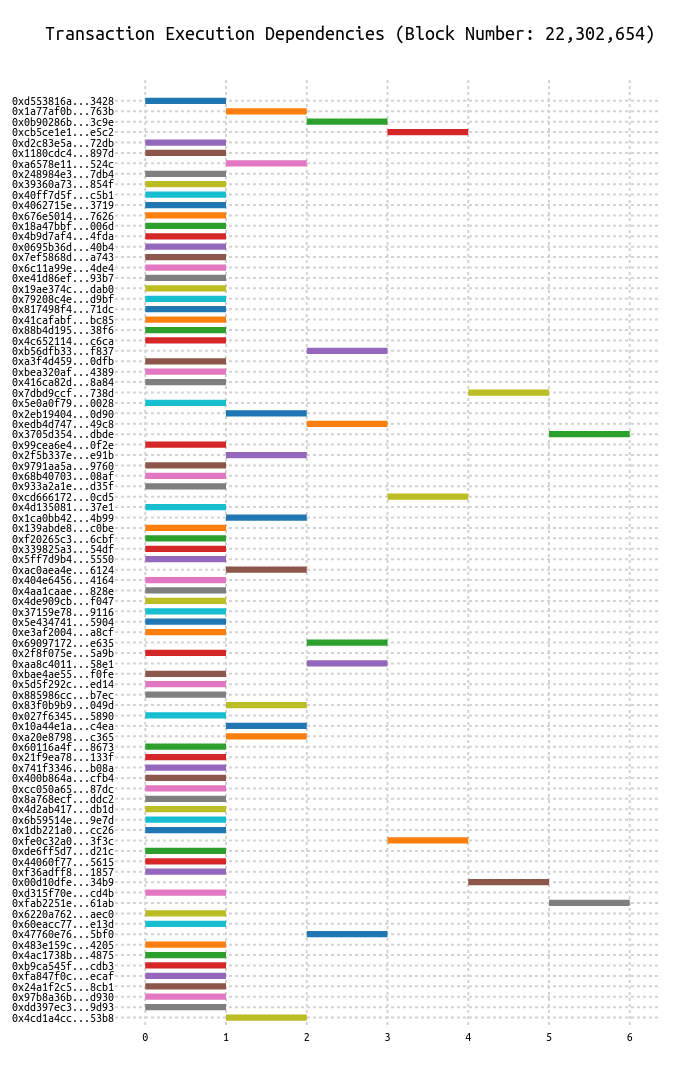 Transaction Execution Dependencies (Block Number: 22,302,654)
0xd553816a...3428
0x1a77af0b...763b
0x0b90286b...3c9e
0xcb5ce1e1...e5c2
0xd2c83e5a...72db
0x1180cdc4...897d
0xa6578e11...524c
0x248984e3...7db4
0x39360a73...854f
0x40ff7d5f...c5b1
0x4062715e...3719
0x676e5014...7626
0x18a47bbf...006d
0x4b9d7af4...4fda
0x0695b36d...40b4
0x7ef5868d...a743
0x6c11a99e...4de4
0xe41d86ef...93b7
0x19ae374c...dab0
0x79208c4e...d9bf
0x817498f4...71dc
0x41cafabf...bc85
0x88b4d195...38f6
0x4c652114...c6ca
0xb56dfb33...f837
0xa3f4d459...0dfb
0xbea320af...4389
0x416ca82d...8a84
0x7dbd9ccf...738d
0x5e0a0f79...0028
0x2eb19404...0d90
0xedb4d747...49c8
0x3705d354...dbde
0x99cea6e4...0f2e
0x2f5b337e...e91b
0x9791aa5a...9760
0x68b40703...08af
0x933a2a1e...d35f
0xcd666172...0cd5
0x4d135081...37e1
0x1ca0bb42...4b99
0x139abde8...c0be
0xf20265c3...6cbf
0x339825a3...54df
0x5ff7d9b4...5550
0xac0aea4e...6124
0x404e6456...4164
0x4aa1caae...828e
0x4de909cb...f047
0x37159e78...9116
0x5e434741...5904
0xe3af2004...a8cf
0x69097172...e635
0x2f8f075e...5a9b
0xaa8c4011...58e1
0xbae4ae55...f0fe
0x5d5f292c...ed14
0x885986cc...b7ec
0x83f0b9b9...049d
0x027f6345...5890
0x10a44e1a...c4ea
0xa20e8798...c365
0x60116a4f...8673
0x21f9ea78...133f
0x741f3346...b08a
0x400b864a...cfb4
0xcc050a65...87dc
0x8a768ecf...ddc2
0x4d2ab417...db1d
0x6b59514e...9e7d
0x1db221a0...cc26
0xfe0c32a0...3f3c
0xde6ff5d7...d21c
0x44060f77...5615
0xf36adff8...1857
0x00d10dfe...34b9
0xd315f70e...cd4b
0xfab2251e...61ab
0x6220a762...aec0
0x60eacc77...e13d
0x47760e76...5bf0
0x483e159c...4205
0x4ac1738b...4875
0xb9ca545f...cdb3
0xfa847f0c...ecaf
0x24a1f2c5...8cb1
0x97b8a36b...d930
0xdd397ec3...9d93
0x4cd1a4cc...53b8
0 1 2 3 4 5 6